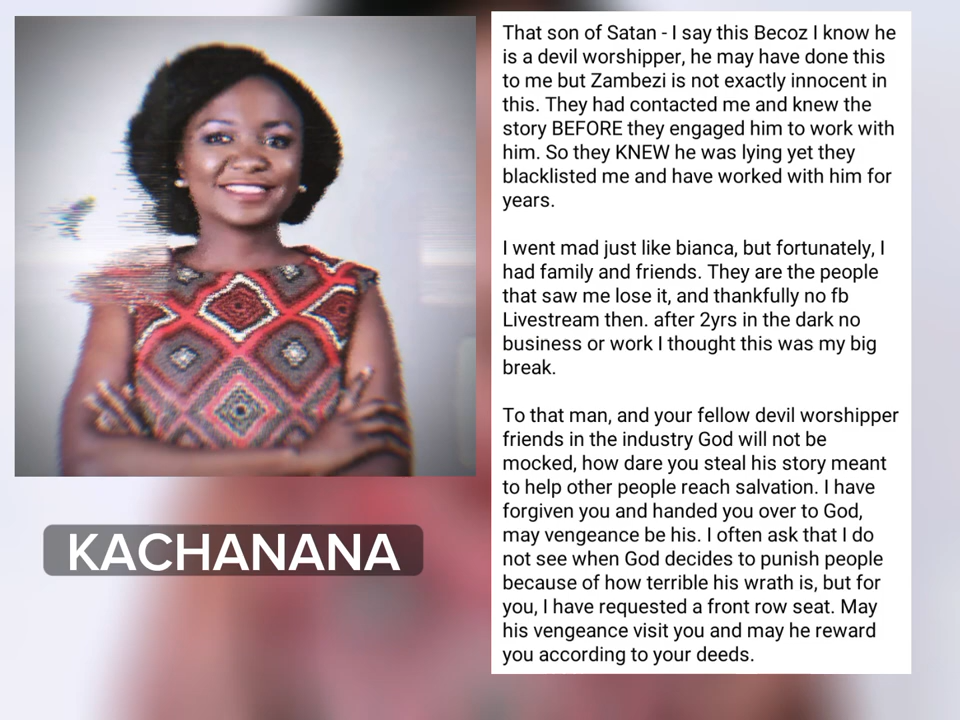 That son of Satan - I say this Becoz I know he
is a devil worshipper, he may have done this
to me but Zambezi is not exactly innocent in
this. They had contacted me and knew the
story BEFORE they engaged him to work with
him. So they KNEW he was lying yet they
blacklisted me and have worked with him for
years.
I went mad just like bianca, but fortunately, I
had family and friends. They are the people
that saw me lose it, and thankfully no fb
Livestream then. after 2yrs in the dark no
business or work I thought this was my big
break.
To that man, and your fellow devil worshipper
friends in the industry God will not be
mocked, how dare you steal his story meant
to help other people reach salvation. I have
forgiven you and handed you over to God,
may vengeance be his. I often ask that I do
not see when God decides to punish people
because of how terrible his wrath is, but for
you, I have requested a front row seat. May
his vengeance visit you and may he reward
you according to your deeds.
KACHANANA